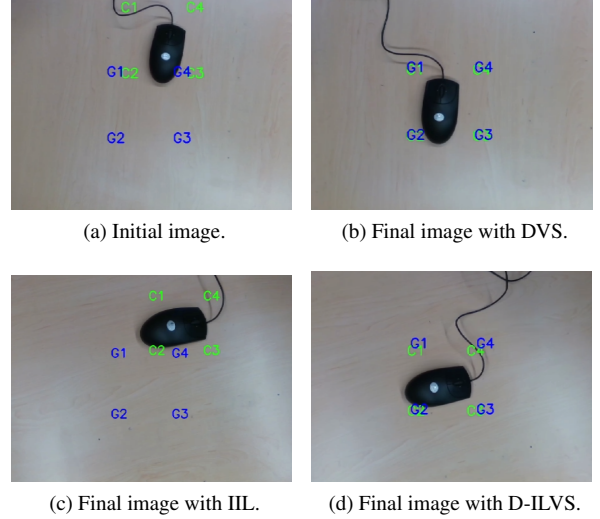 C1 C4
G1 C2 G4 C3
G2 G3
(a) Initial image.
G1 G4
G2 G3
(b) Final image with DVS.
C1 C4
G1 C2 G4 C3
G2 G3
(c) Final image with IIL.
G1 G4
C1 C4
G2 G3
(d) Final image with D-ILVS.